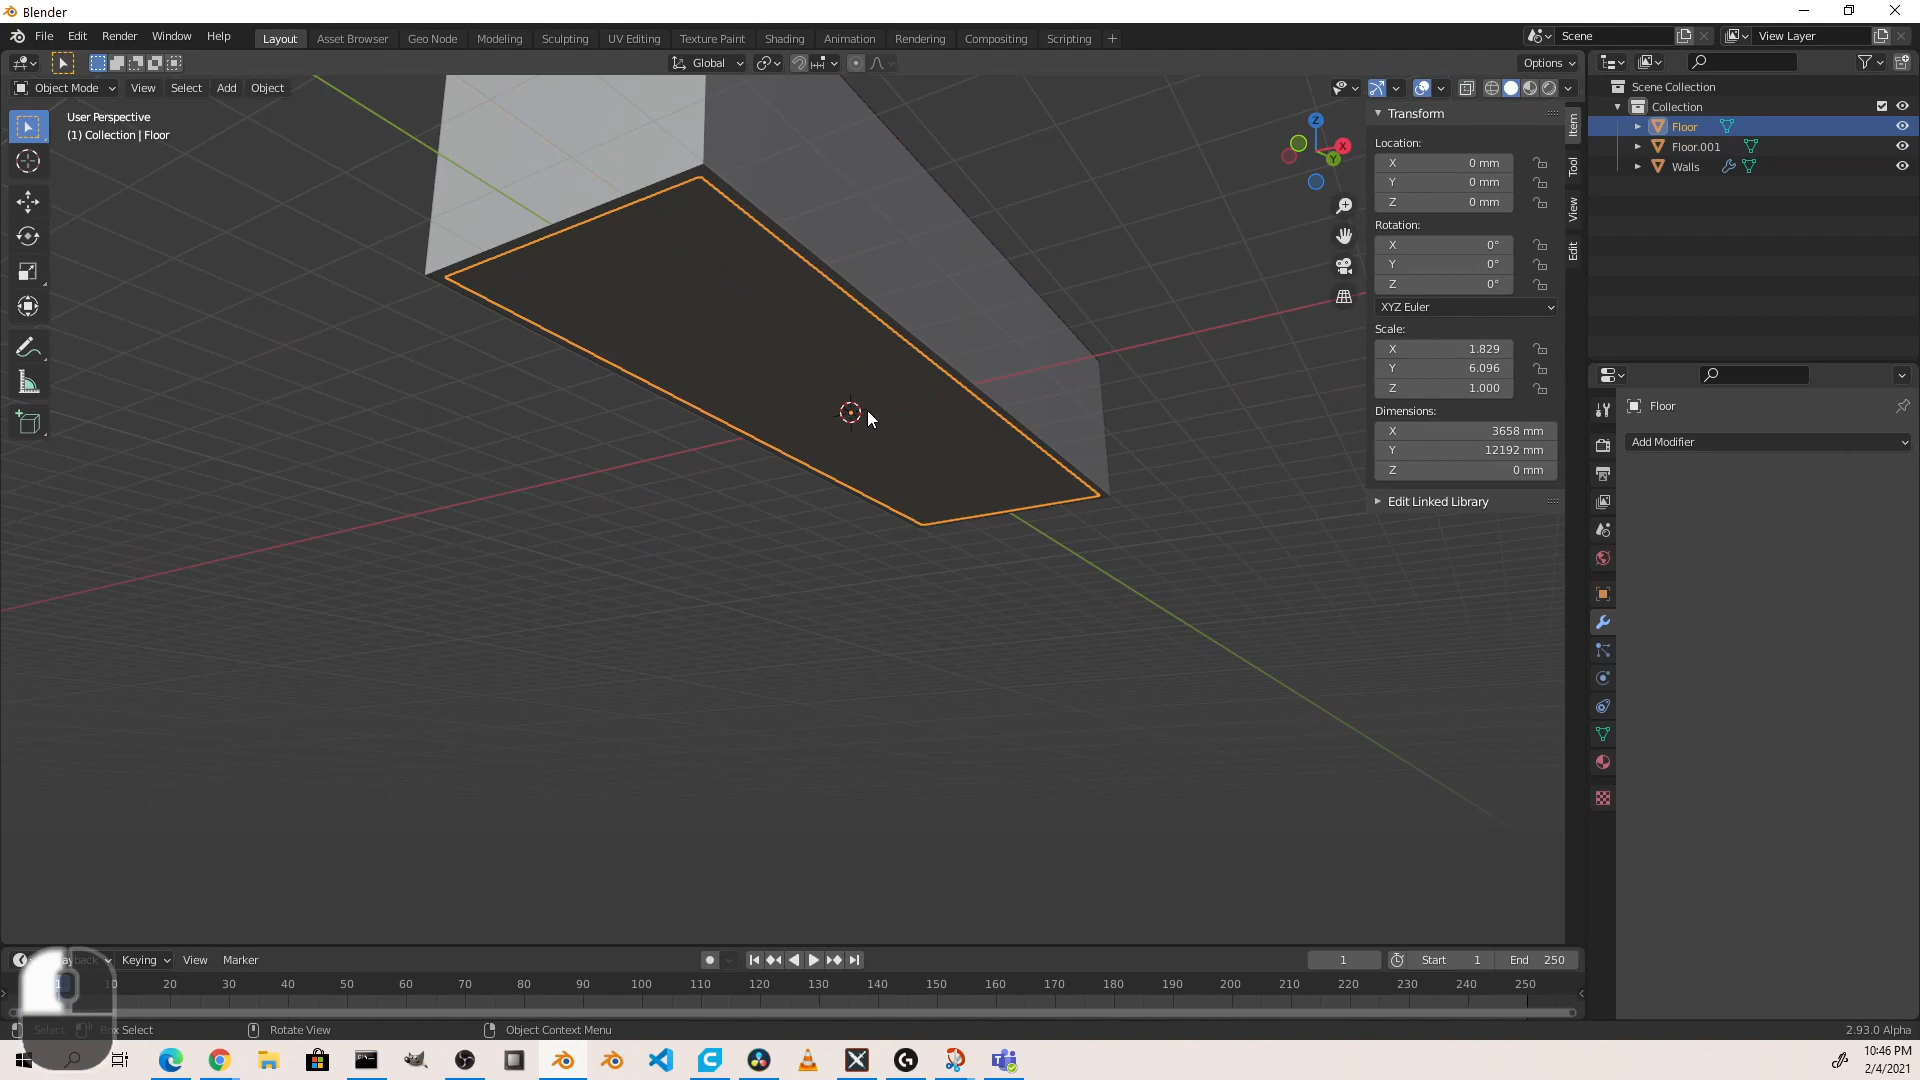 Blender
File Edit Render Window Help
Layout Asset Browser Geo Node Modeling Sculpting UV Editing Texture Paint Shading Animation Rendering Compositing Scripting
Scene
View Layer
Global
Options
Object Mode View Select Add Object
User Perspective
(1) Collection | Floor
Z
X
Y
Transform
Location:
X 0 mm
Y 0 mm
Z 0 mm
Rotation:
X 0°
Y 0°
Z 0°
XYZ Euler
Scale:
X 1.829
Y 6.096
Z 1.000
Dimensions:
X 3658 mm
Y 12192 mm
Z 0 mm
Edit Linked Library
Item
Tool
View
Edit
Scene Collection
Collection
Floor
Floor.001
Walls
Floor
Add Modifier
Keying View Marker
1
Start 1
End 250
1 10 20 30 40 50 60 70 80 90 100 110 120 130 140 150 160 170 180 190 200 210 220 230 240 250
Select Box Select Rotate View Object Context Menu
2.93.0 Alpha
10:46 PM
2/4/2021